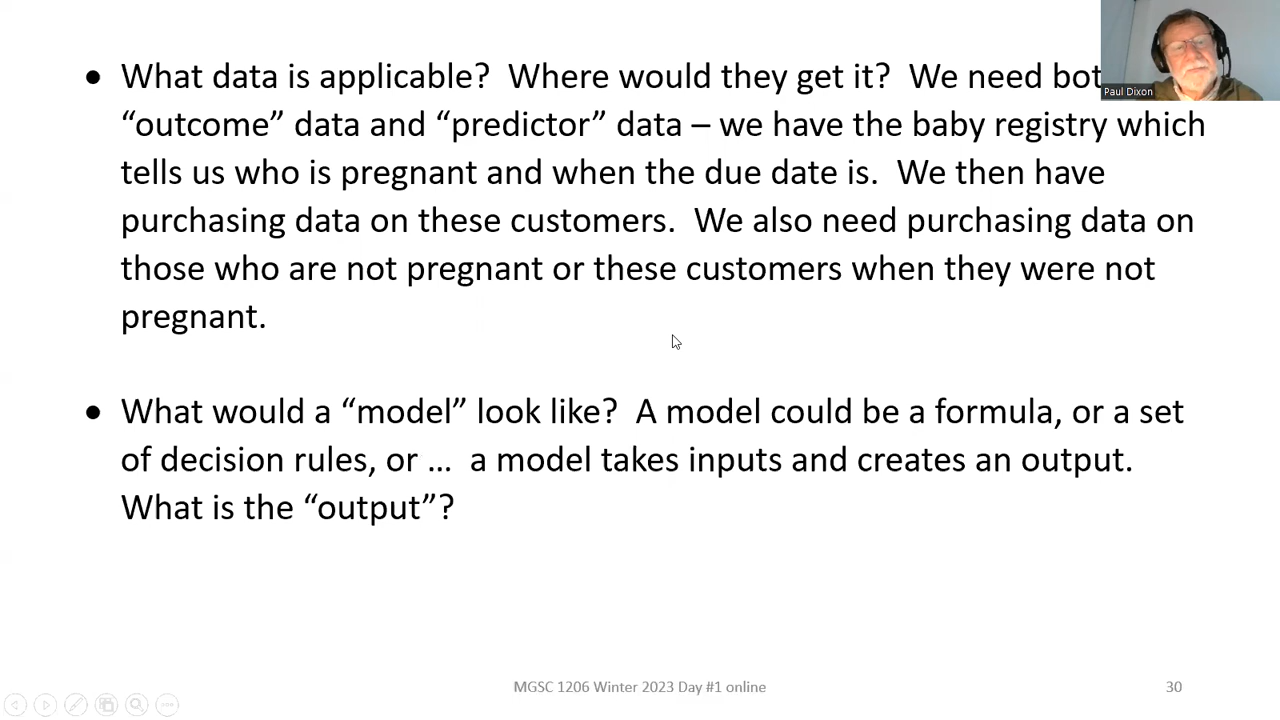 • What data is applicable? Where would they get it? We need bot
“outcome” data and “predictor” data – we have the baby registry which
tells us who is pregnant and when the due date is. We then have
purchasing data on these customers. We also need purchasing data on
those who are not pregnant or these customers when they were not
pregnant.
• What would a “model” look like? A model could be a formula, or a set
of decision rules, or … a model takes inputs and creates an output.
What is the “output”?
Paul Dixon
MGSC 1206 Winter 2023 Day #1 online
30